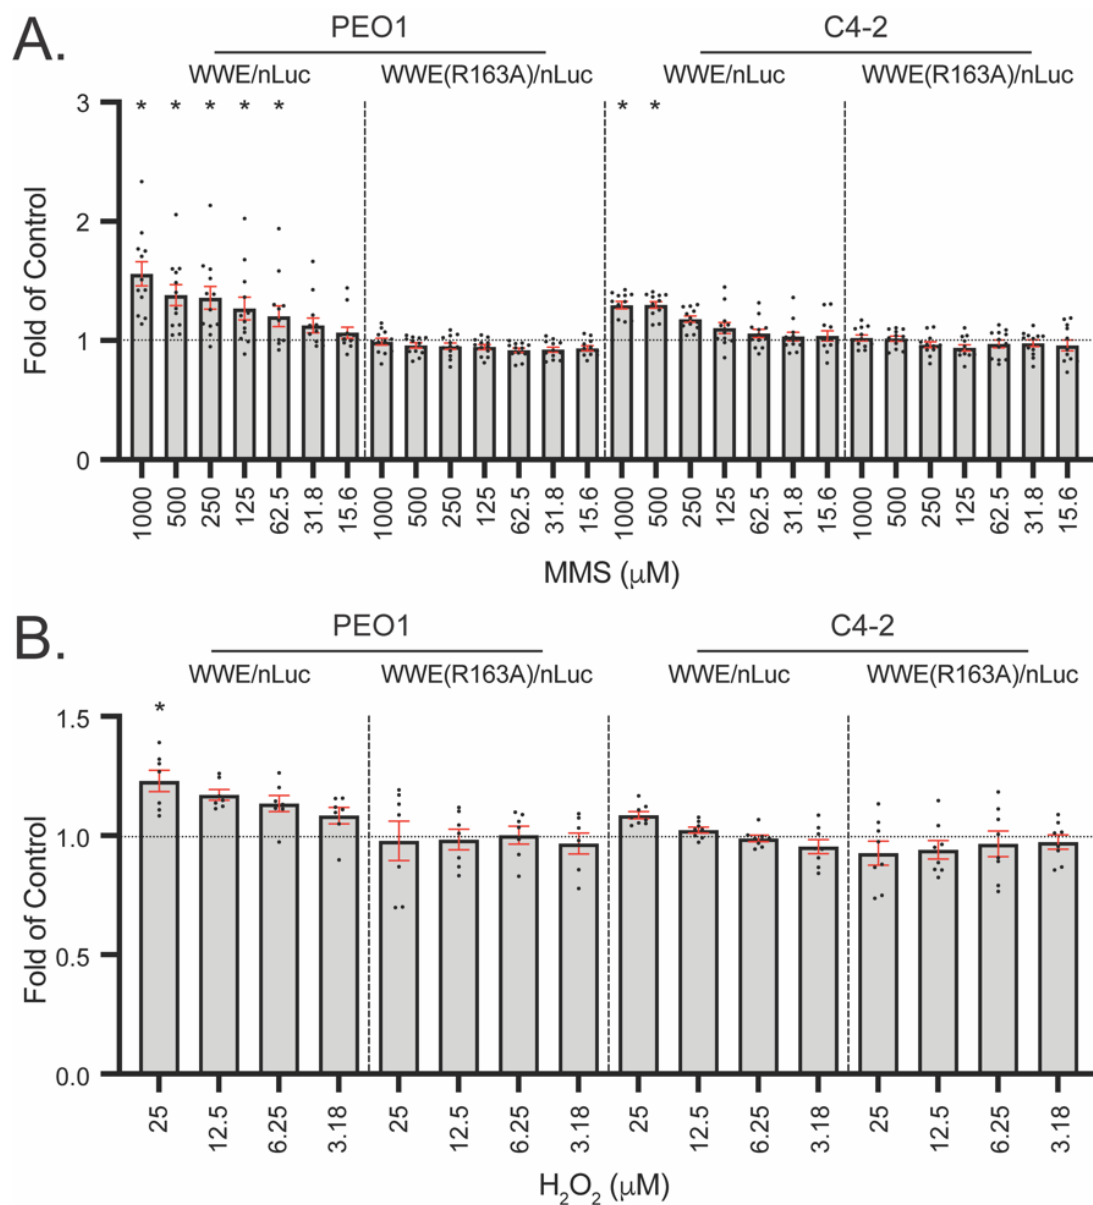 A.
PEO1 C4-2
WWE/nLuc WWE(R163A)/nLuc WWE/nLuc WWE(R163A)/nLuc
* * * * * * *
3
2
1
0
Fold of Control
1000 500 250 125 62.5 31.8 15.6 1000 500 250 125 62.5 31.8 15.6 1000 500 250 125 62.5 31.8 15.6 1000 500 250 125 62.5 31.8 15.6
MMS (μM)
B.
PEO1 C4-2
WWE/nLuc WWE(R163A)/nLuc WWE/nLuc WWE(R163A)/nLuc
*
1.5
1.0
0.5
0.0
Fold of Control
25 12.5 6.25 3.18 25 12.5 6.25 3.18 25 12.5 6.25 3.18 25 12.5 6.25 3.18
H₂O₂ (μM)